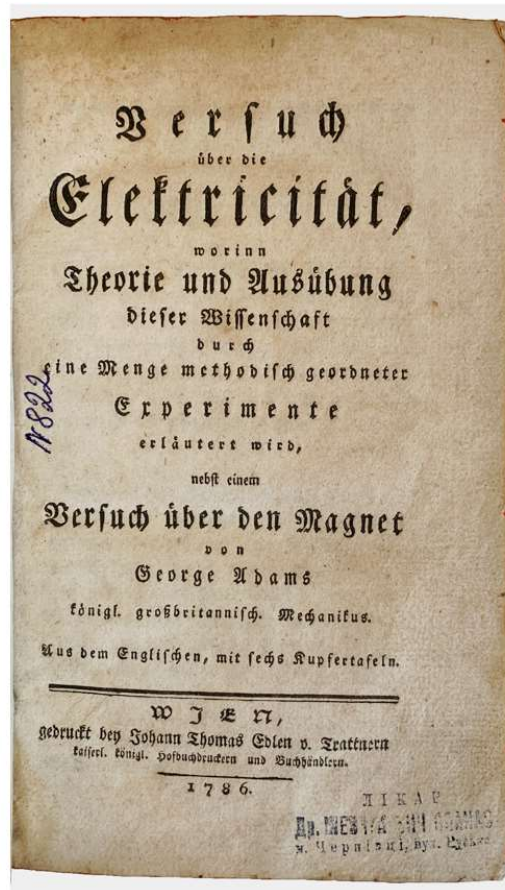 Versuch
über die
Elektricität,
worinn
Theorie und Ausübung
dieser Wissenschaft
durch
eine Menge methodisch geordneter
Experimente
erläutert wird,
nebst einem
Versuch über den Magnet
von
George Adams
königl. großbritannisch. Mechanikus.
Aus dem Englischen, mit sechs Kupfertafeln.
WIEN,
gedruckt bey Johann Thomas Edlen v. Trattnern
kaiserl. königl. Hofbuchdruckern und Buchhändlern.
1786.
N822
ЛІКАР
Др.
м. Чернівці, вул.